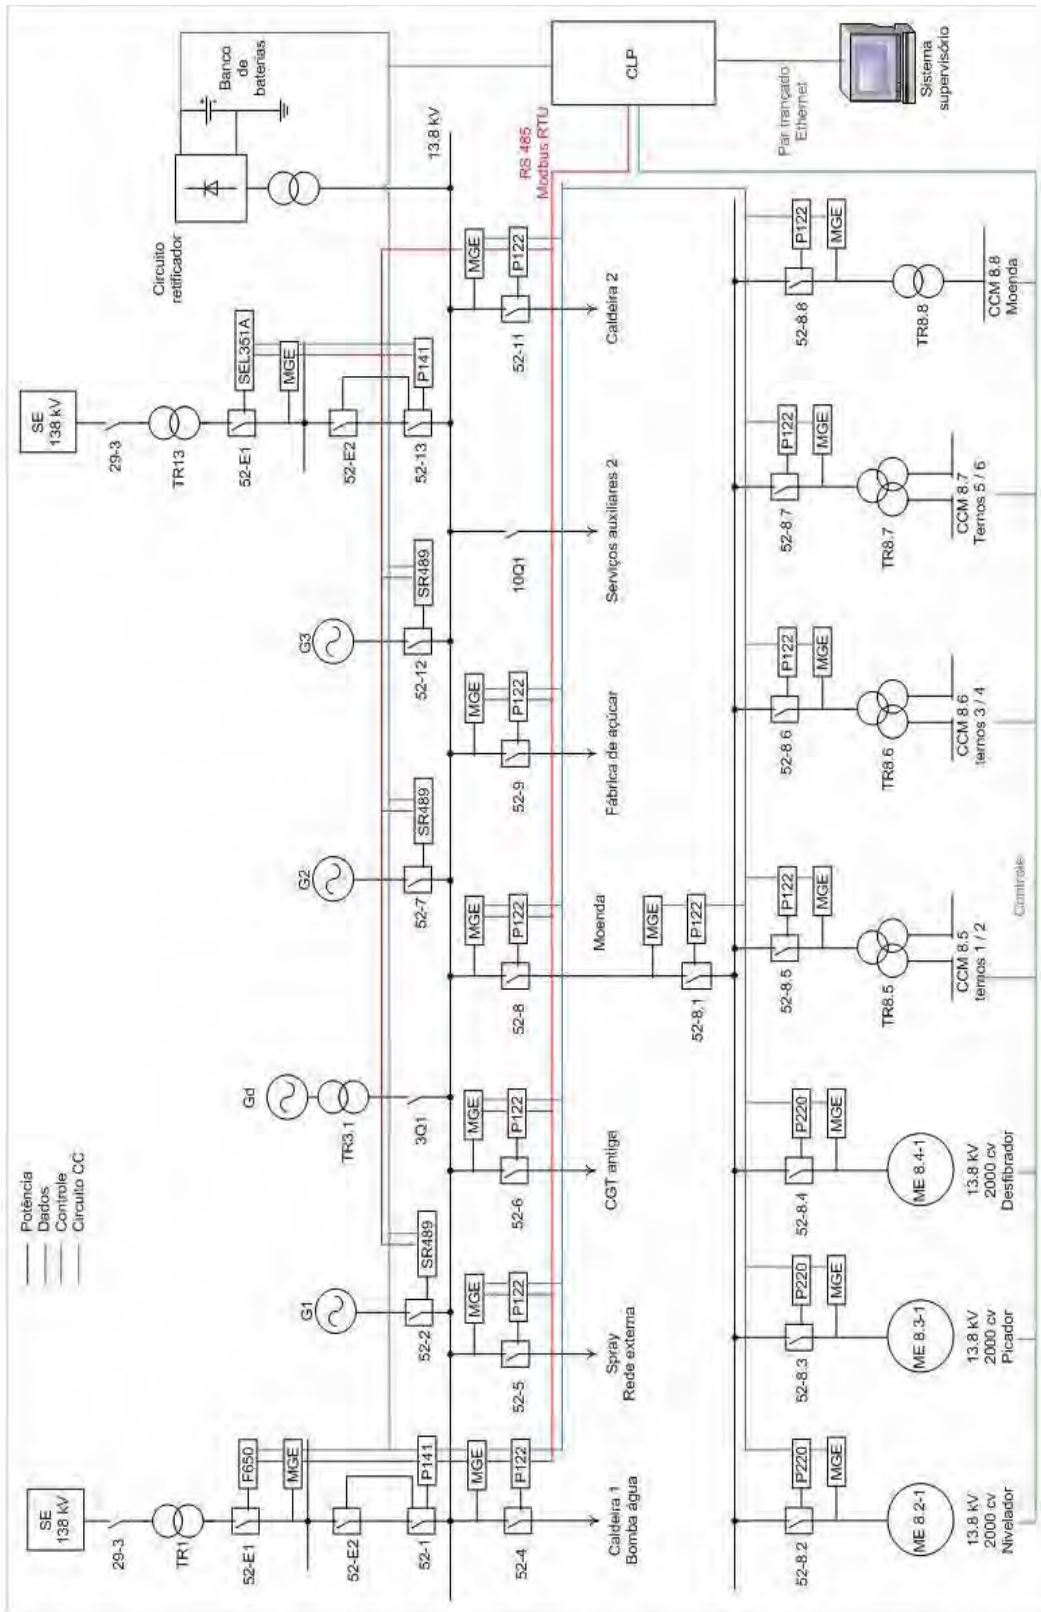 Potência
Dados
Controle
Circuito CC
SE
138 kV
29-3
TR1
52-E1
F650
MGE
52-E2
52-1
P141
G1
52-2
SR489
Gd
TR3.1
3Q1
G2
52-7
SR489
G3
52-12
SR489
SE
138 kV
29-3
TR13
52-E1
SEL351A
MGE
52-E2
52-13
P141
Circuito
retificador
Banco
de
baterias
13.8 kV
MGE
52-4
P122
Caldeira 1
Bomba água
MGE
52-5
P122
Spray
Rede externa
MGE
52-6
P122
CGT antiga
MGE
52-8
P122
Moenda
MGE
52-9
P122
Fábrica de açúcar
10Q1
Serviços auxiliares 2
MGE
52-11
P122
Caldeira 2
RS 485
Modbus RTU
CLP
Par trançado
Ethernet
Sistema
supervisório
MGE
52-8,1
P122
52-8.2
P220
MGE
ME 8.2-1
13.8 kV
2000 cv
Nivelador
52-8.3
P220
MGE
ME 8.3-1
13.8 kV
2000 cv
Picador
52-8.4
P220
MGE
ME 8.4-1
13.8 kV
2000 cv
Desfibrador
52-8.5
P122
MGE
TR8.5
CCM 8.5
ternos 1 / 2
52-8.6
P122
MGE
TR8.6
CCM 8.6
ternos 3 / 4
52-8.7
P122
MGE
TR8.7
CCM 8.7
Ternos 5 / 6
52-8.8
P122
MGE
TR8.8
CCM 8.8
Moenda
Controle